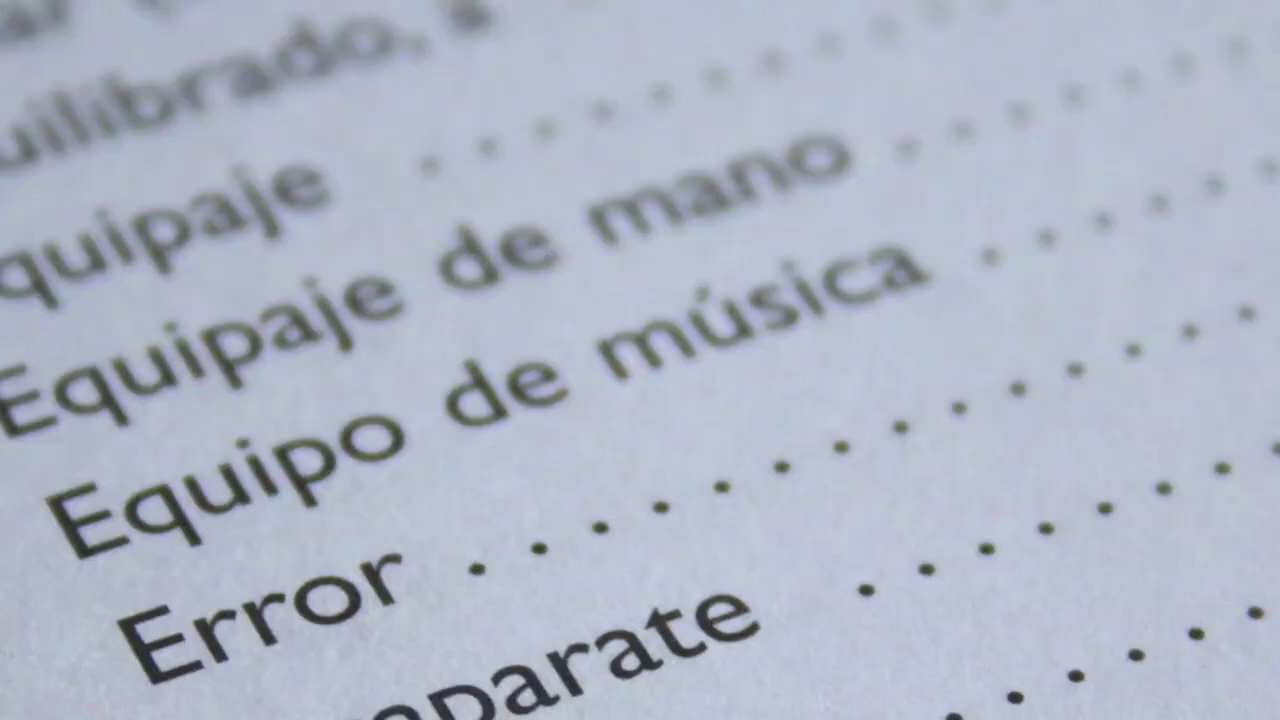 uilibrado, a
quipaje . . . . . . . . . . .
Equipaje de mano . . . . . . .
Equipo de música . . . . . .
Error . . . . . . . . . . . . . .
parate . . . . . . . .